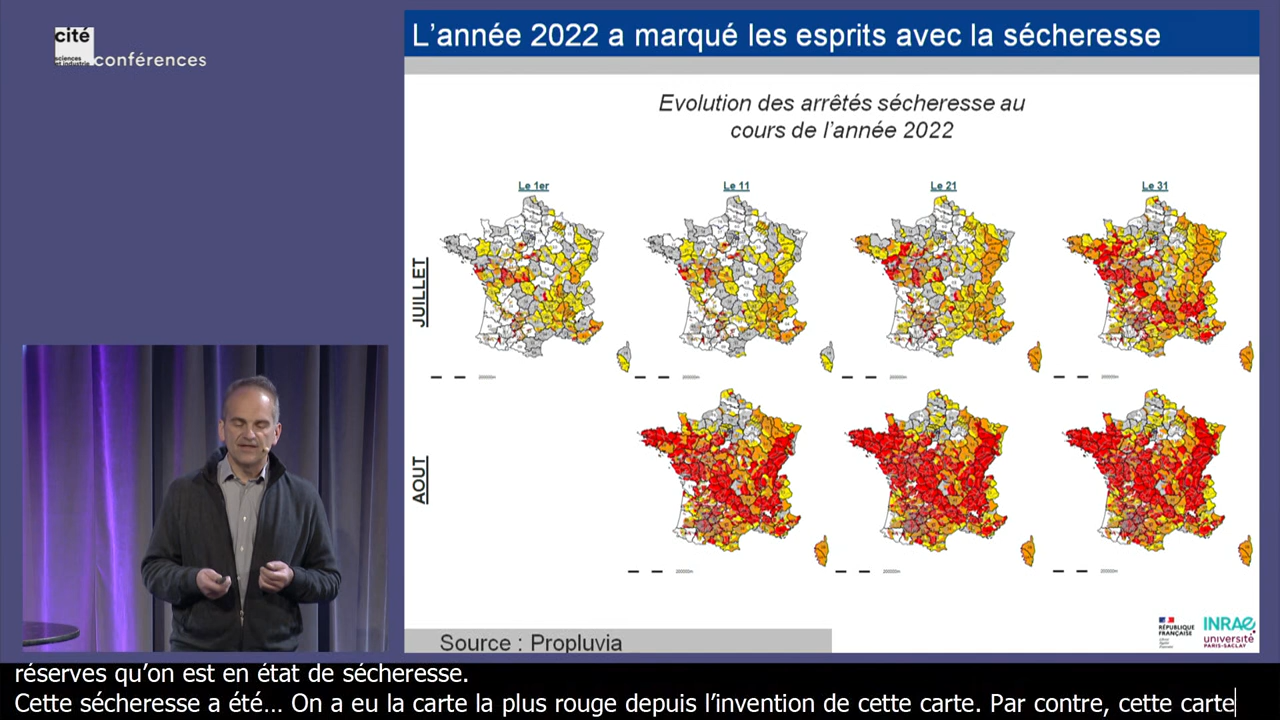 cité
sciences
et industrie
conférences
L'année 2022 a marqué les esprits avec la sécheresse
Evolution des arrêtés sécheresse au
cours de l'année 2022
Le 1er
Le 11
Le 21
Le 31
JUILLET
AOUT
Source : Propluvia
RÉPUBLIQUE
FRANÇAISE
INRAE
université
PARIS-SACLAY
réserves qu'on est en état de sécheresse.
Cette sécheresse a été… On a eu la carte la plus rouge depuis l'invention de cette carte. Par contre, cette carte